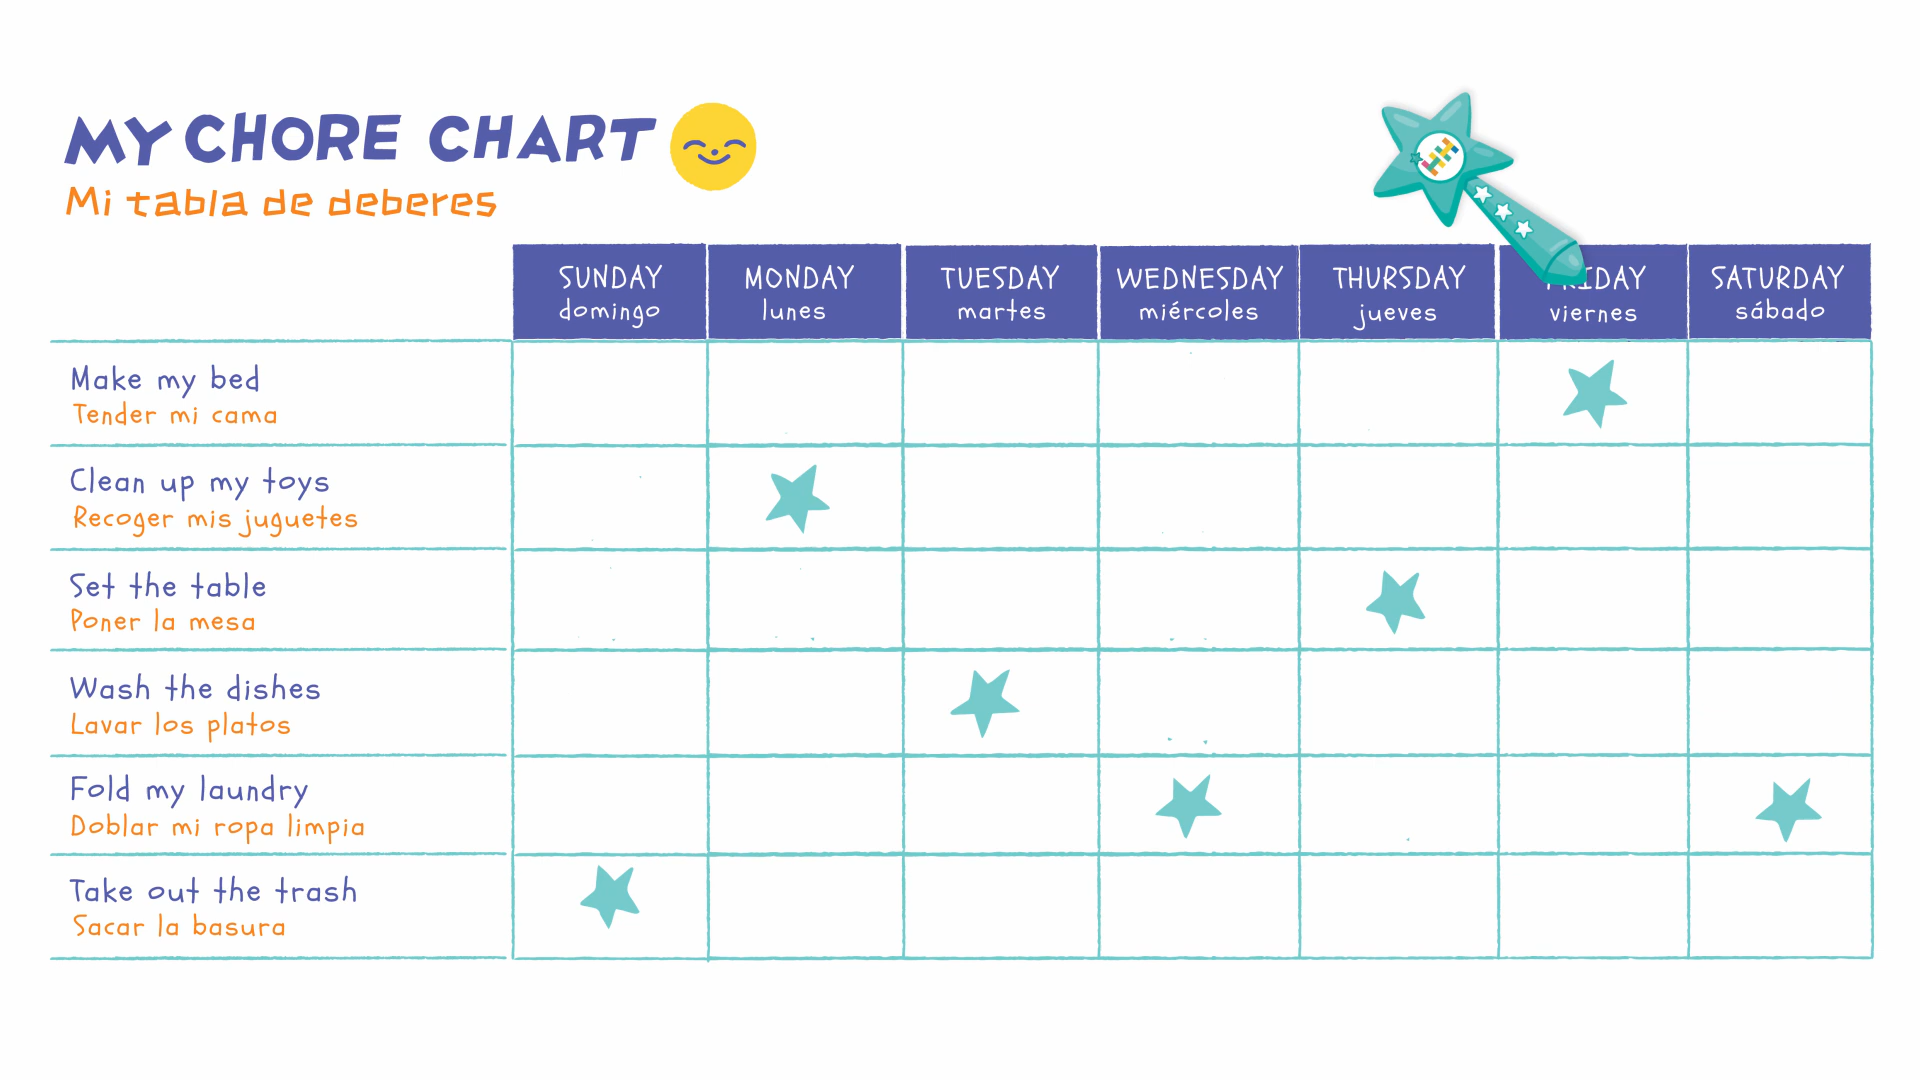 MY CHORE CHART
Mi tabla de deberes
SUNDAY MONDAY TUESDAY WEDNESDAY THURSDAY FRIDAY SATURDAY
domingo lunes martes miércoles jueves viernes sábado
Make my bed
Tender mi cama
Clean up my toys
Recoger mis juguetes
Set the table
Poner la mesa
Wash the dishes
Lavar los platos
Fold my laundry
Doblar mi ropa limpia
Take out the trash
Sacar la basura